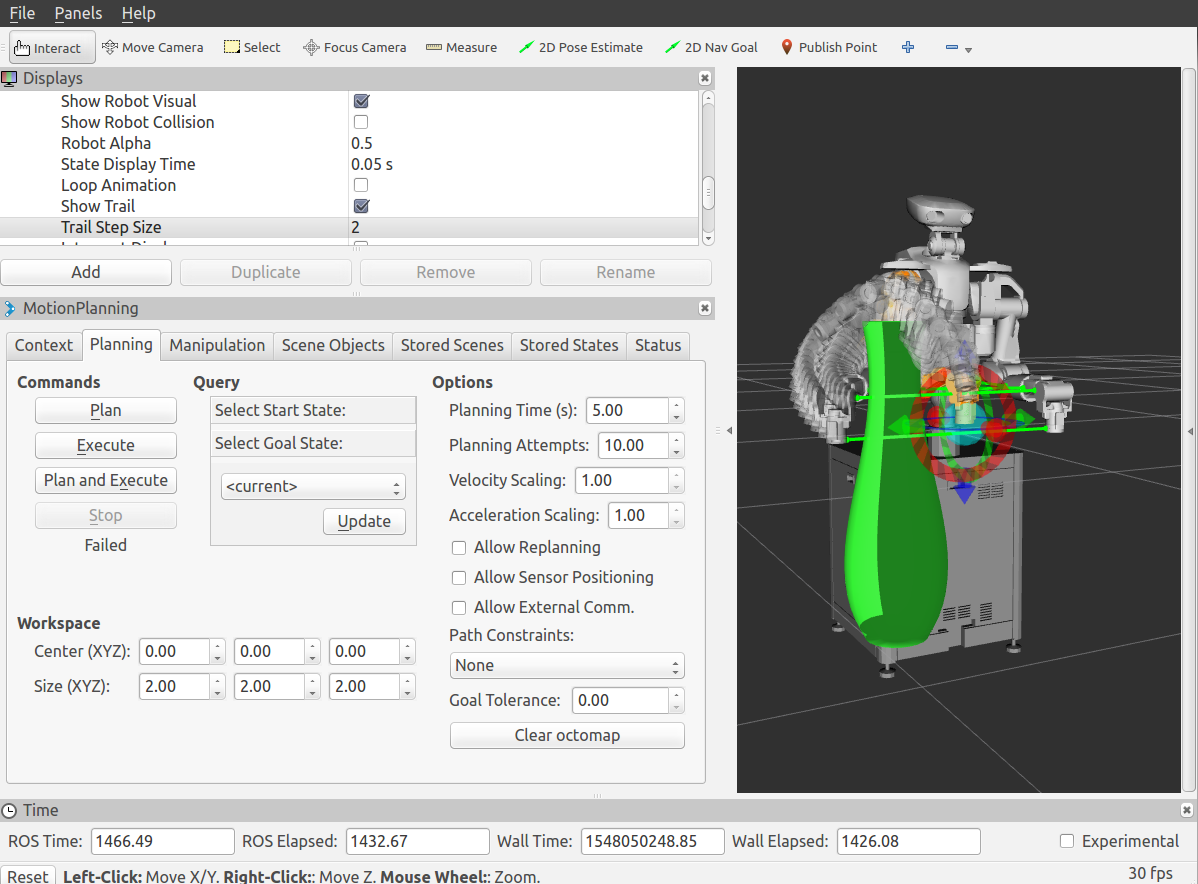 File Panels Help
Interact Move Camera Select Focus Camera Measure 2D Pose Estimate 2D Nav Goal Publish Point
Displays
Show Robot Visual
Show Robot Collision
Robot Alpha 0.5
State Display Time 0.05 s
Loop Animation
Show Trail
Trail Step Size 2
Add Duplicate Remove Rename
MotionPlanning
Context Planning Manipulation Scene Objects Stored Scenes Stored States Status
Commands Query Options
Plan Select Start State: Planning Time (s): 5.00
Execute Select Goal State: Planning Attempts: 10.00
Plan and Execute <current> Velocity Scaling: 1.00
Stop Update Acceleration Scaling: 1.00
Failed Allow Replanning
Allow Sensor Positioning
Allow External Comm.
Workspace Path Constraints:
Center (XYZ): 0.00 0.00 0.00 None
Size (XYZ): 2.00 2.00 2.00 Goal Tolerance: 0.00
Clear octomap
Time
ROS Time: 1466.49 ROS Elapsed: 1432.67 Wall Time: 1548050248.85 Wall Elapsed: 1426.08 Experimental
Reset Left-Click: Move X/Y. Right-Click:: Move Z. Mouse Wheel:: Zoom. 30 fps